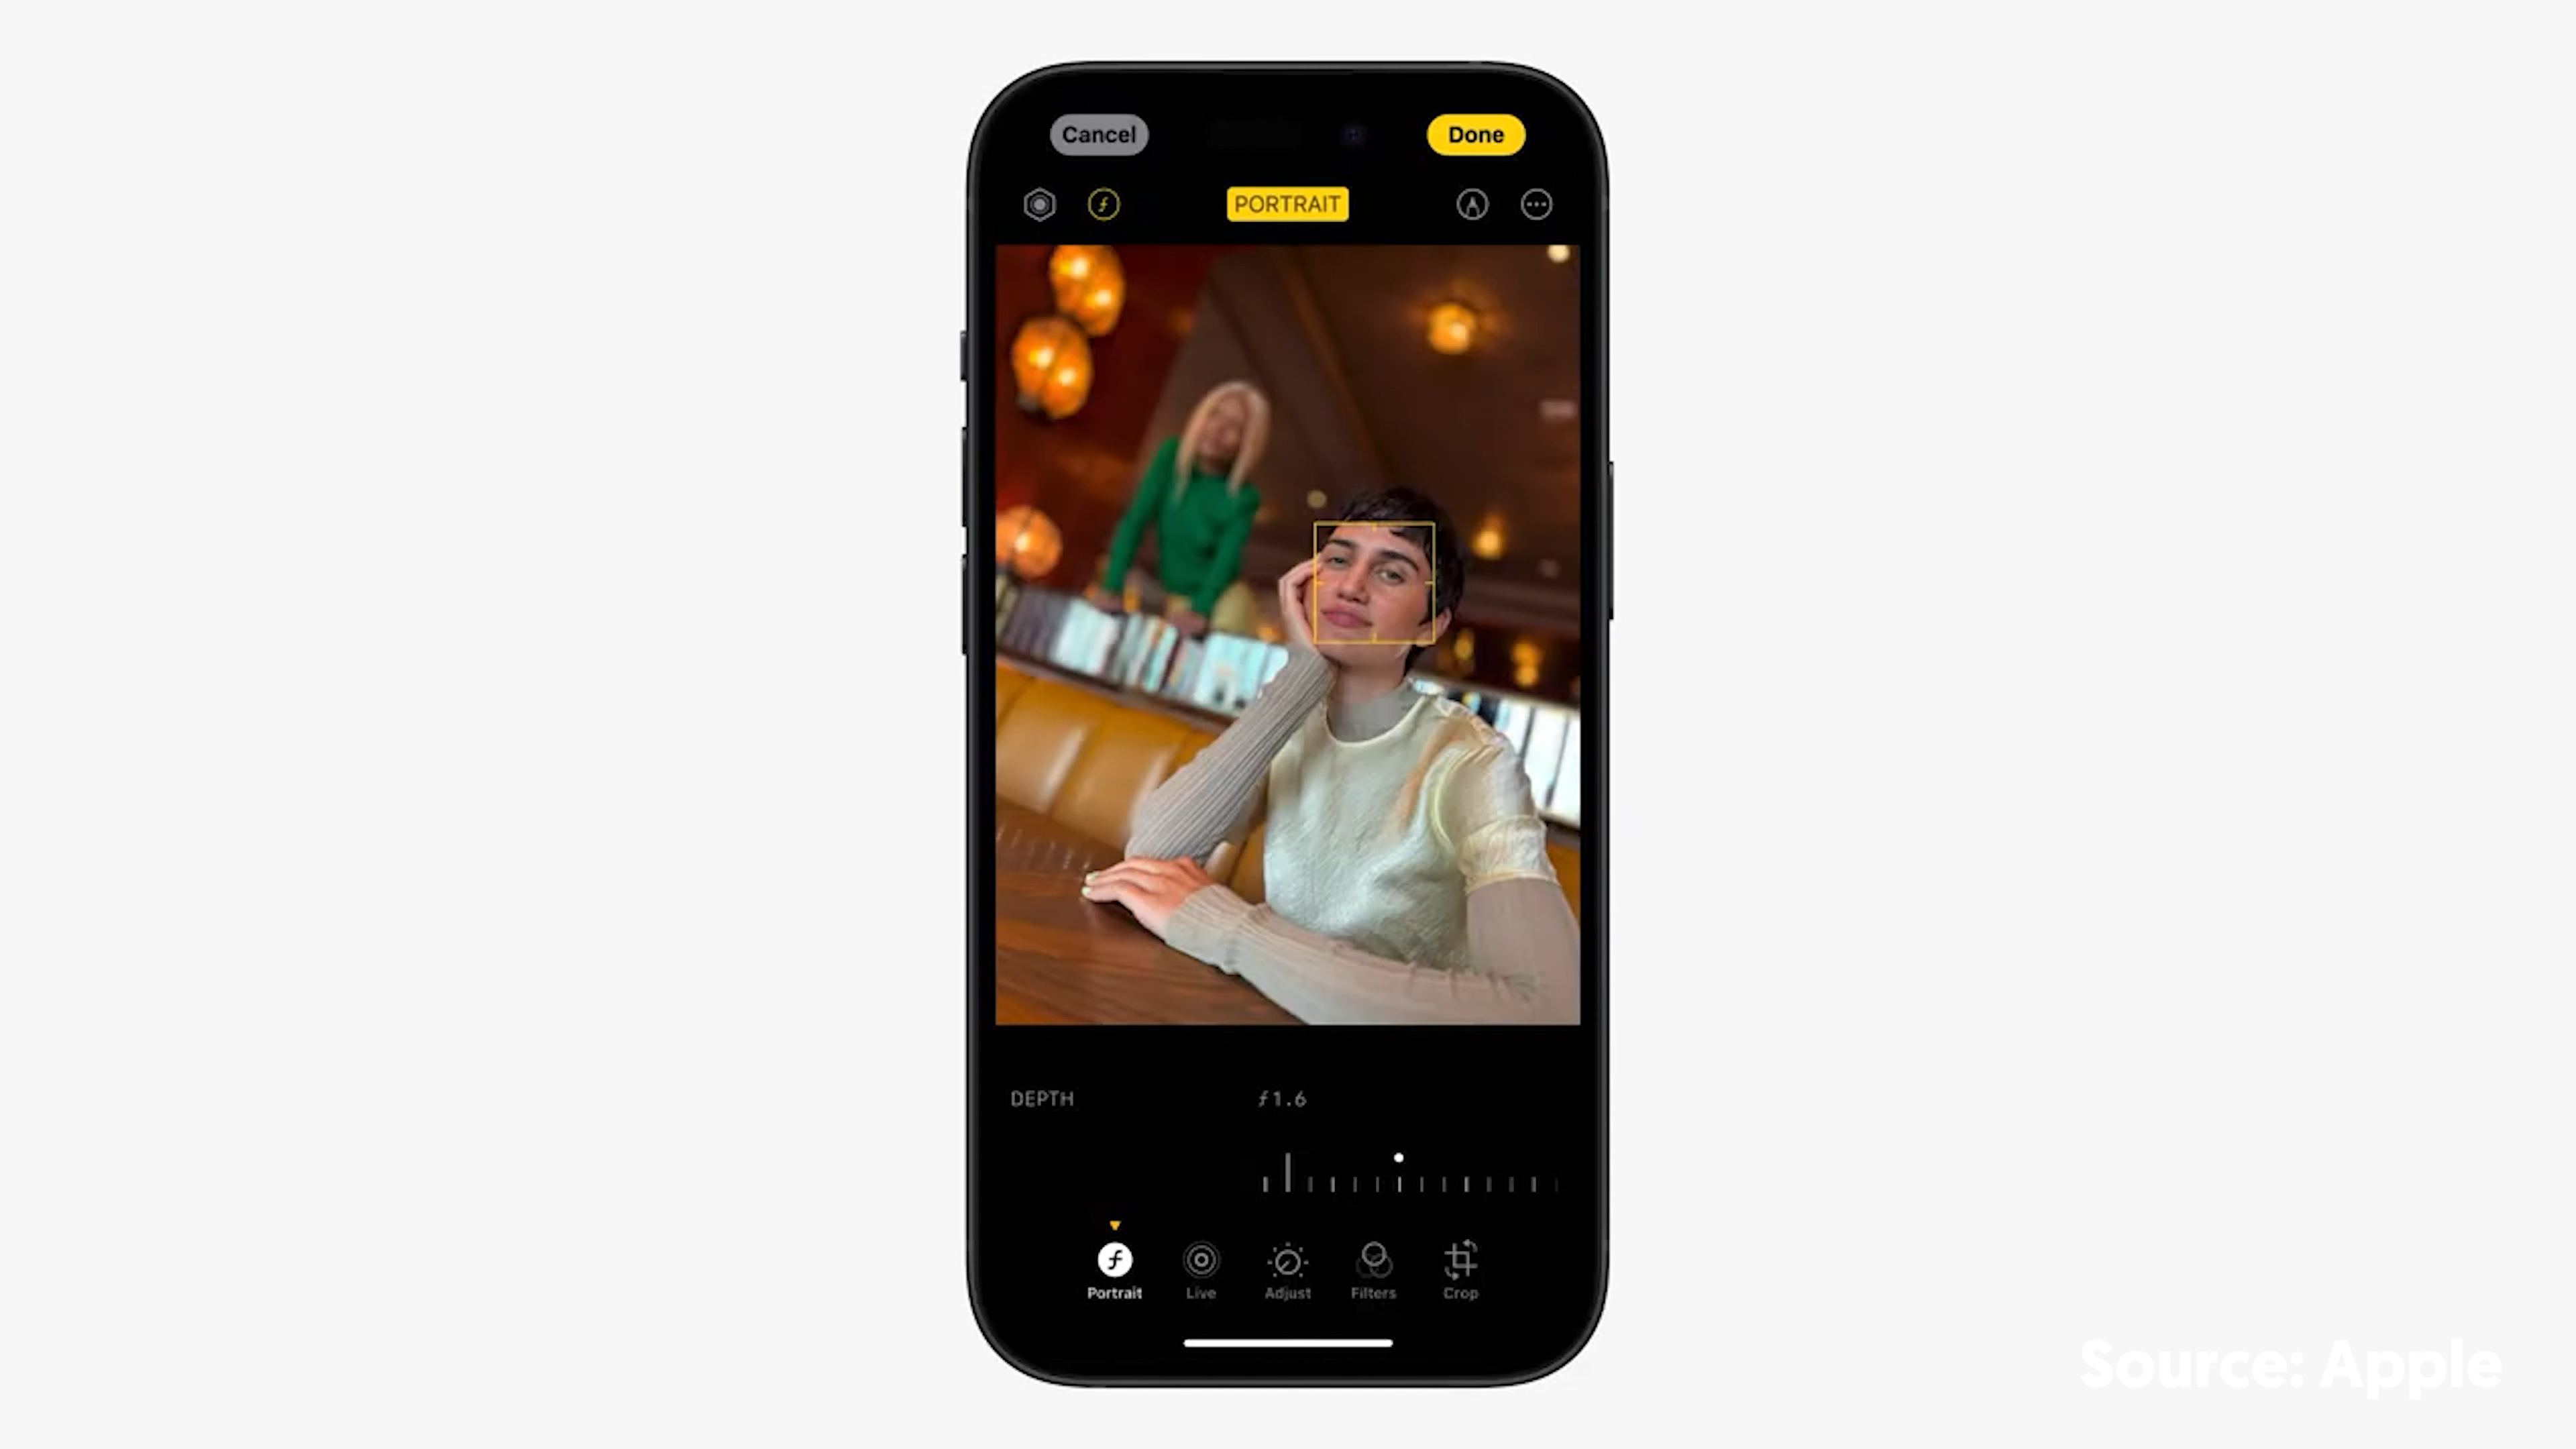 Cancel
Done
PORTRAIT
DEPTH
ƒ1.6
Portrait
Live
Adjust
Filters
Crop
Source: Apple